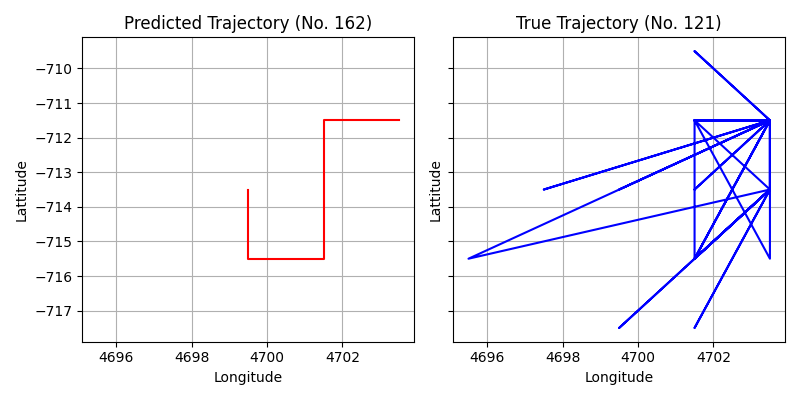 Predicted Trajectory (No. 162)
True Trajectory (No. 121)
−710
−711
−712
−713
−714
−715
−716
−717
Lattitude
Lattitude
4696
4698
4700
4702
4696
4698
4700
4702
Longitude
Longitude